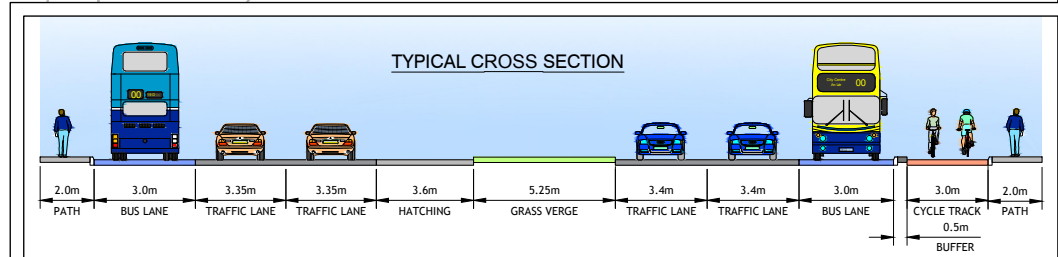 TYPICAL CROSS SECTION
00
City Centre
00
2.0m 3.0m 3.35m 3.35m 3.6m 5.25m 3.4m 3.4m 3.0m 3.0m 2.0m
PATH BUS LANE TRAFFIC LANE TRAFFIC LANE HATCHING GRASS VERGE TRAFFIC LANE TRAFFIC LANE BUS LANE CYCLE TRACK PATH
0.5m
BUFFER